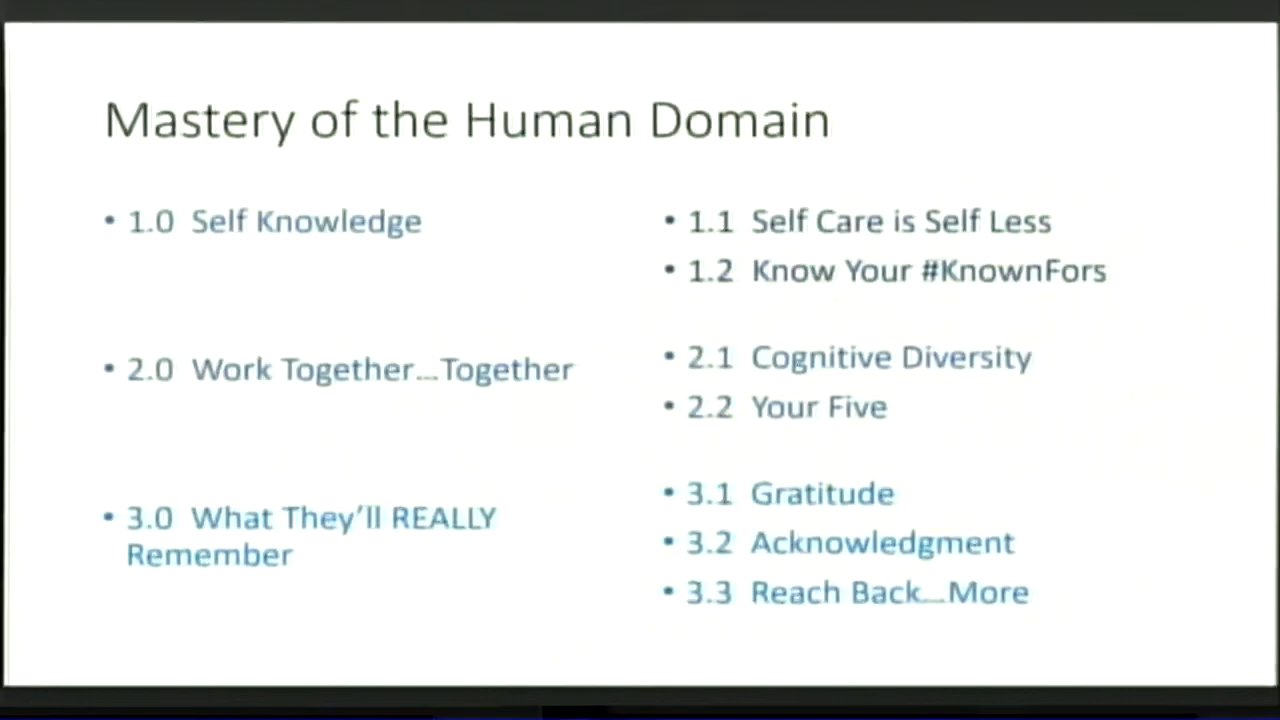 Mastery of the Human Domain
• 1.0 Self Knowledge
• 1.1 Self Care is Self Less
• 1.2 Know Your #KnownFors
• 2.0 Work Together...Together
• 2.1 Cognitive Diversity
• 2.2 Your Five
• 3.0 What They'll REALLY
Remember
• 3.1 Gratitude
• 3.2 Acknowledgment
• 3.3 Reach Back...More